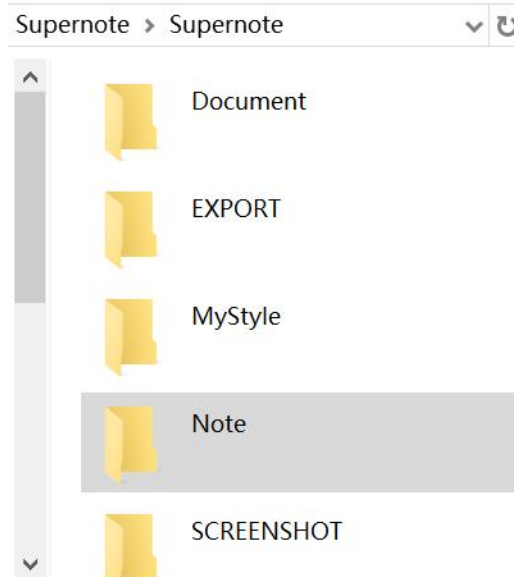 Supernote > Supernote
Document
EXPORT
MyStyle
Note
SCREENSHOT